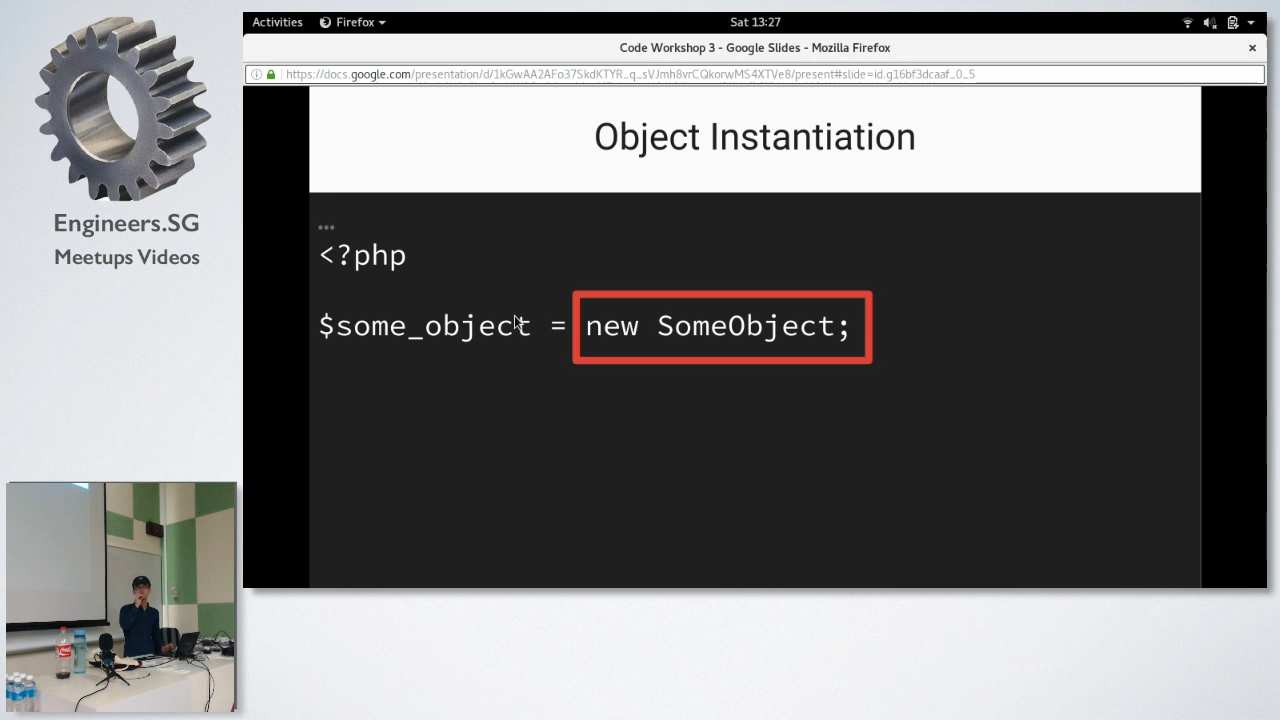 Activities Firefox Sat 13:27
Code Workshop 3 - Google Slides - Mozilla Firefox
https://docs.google.com/presentation/d/1kGwAA2AFo37SkdKTYR_q_sVJmh8vrCQkorwMS4XTVe8/present#slide=id.g16bf3dcaaf_0_5
Object Instantiation
<?php
$some_object = new SomeObject;
Engineers.SG
Meetups Videos